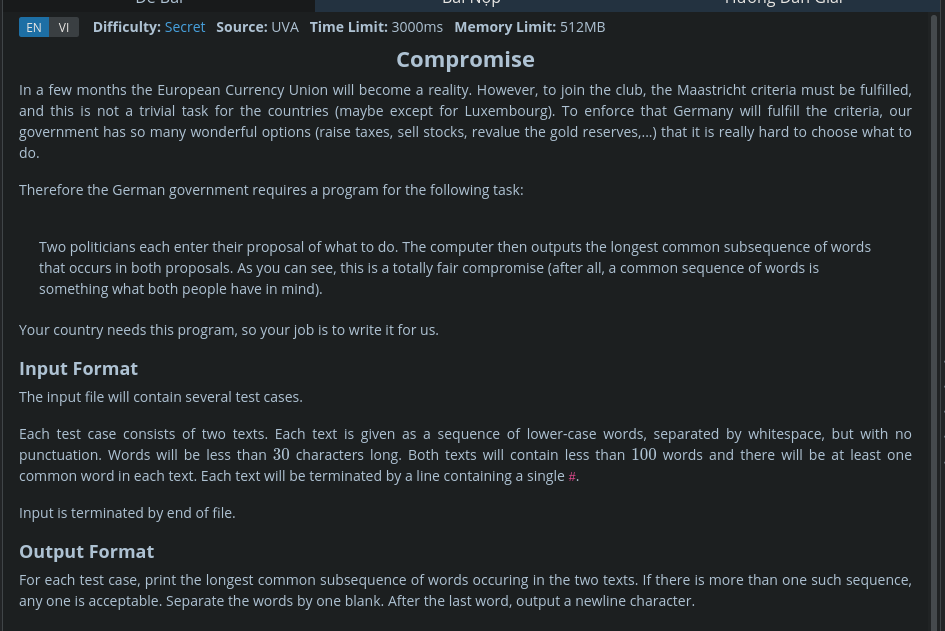 EN VI Difficulty: Secret Source: UVA Time Limit: 3000ms Memory Limit: 512MB
Compromise
In a few months the European Currency Union will become a reality. However, to join the club, the Maastricht criteria must be fulfilled,
and this is not a trivial task for the countries (maybe except for Luxembourg). To enforce that Germany will fulfill the criteria, our
government has so many wonderful options (raise taxes, sell stocks, revalue the gold reserves,...) that it is really hard to choose what to
do.
Therefore the German government requires a program for the following task:
Two politicians each enter their proposal of what to do. The computer then outputs the longest common subsequence of words
that occurs in both proposals. As you can see, this is a totally fair compromise (after all, a common sequence of words is
something what both people have in mind).
Your country needs this program, so your job is to write it for us.
Input Format
The input file will contain several test cases.
Each test case consists of two texts. Each text is given as a sequence of lower-case words, separated by whitespace, but with no
punctuation. Words will be less than 30 characters long. Both texts will contain less than 100 words and there will be at least one
common word in each text. Each text will be terminated by a line containing a single #.
Input is terminated by end of file.
Output Format
For each test case, print the longest common subsequence of words occuring in the two texts. If there is more than one such sequence,
any one is acceptable. Separate the words by one blank. After the last word, output a newline character.